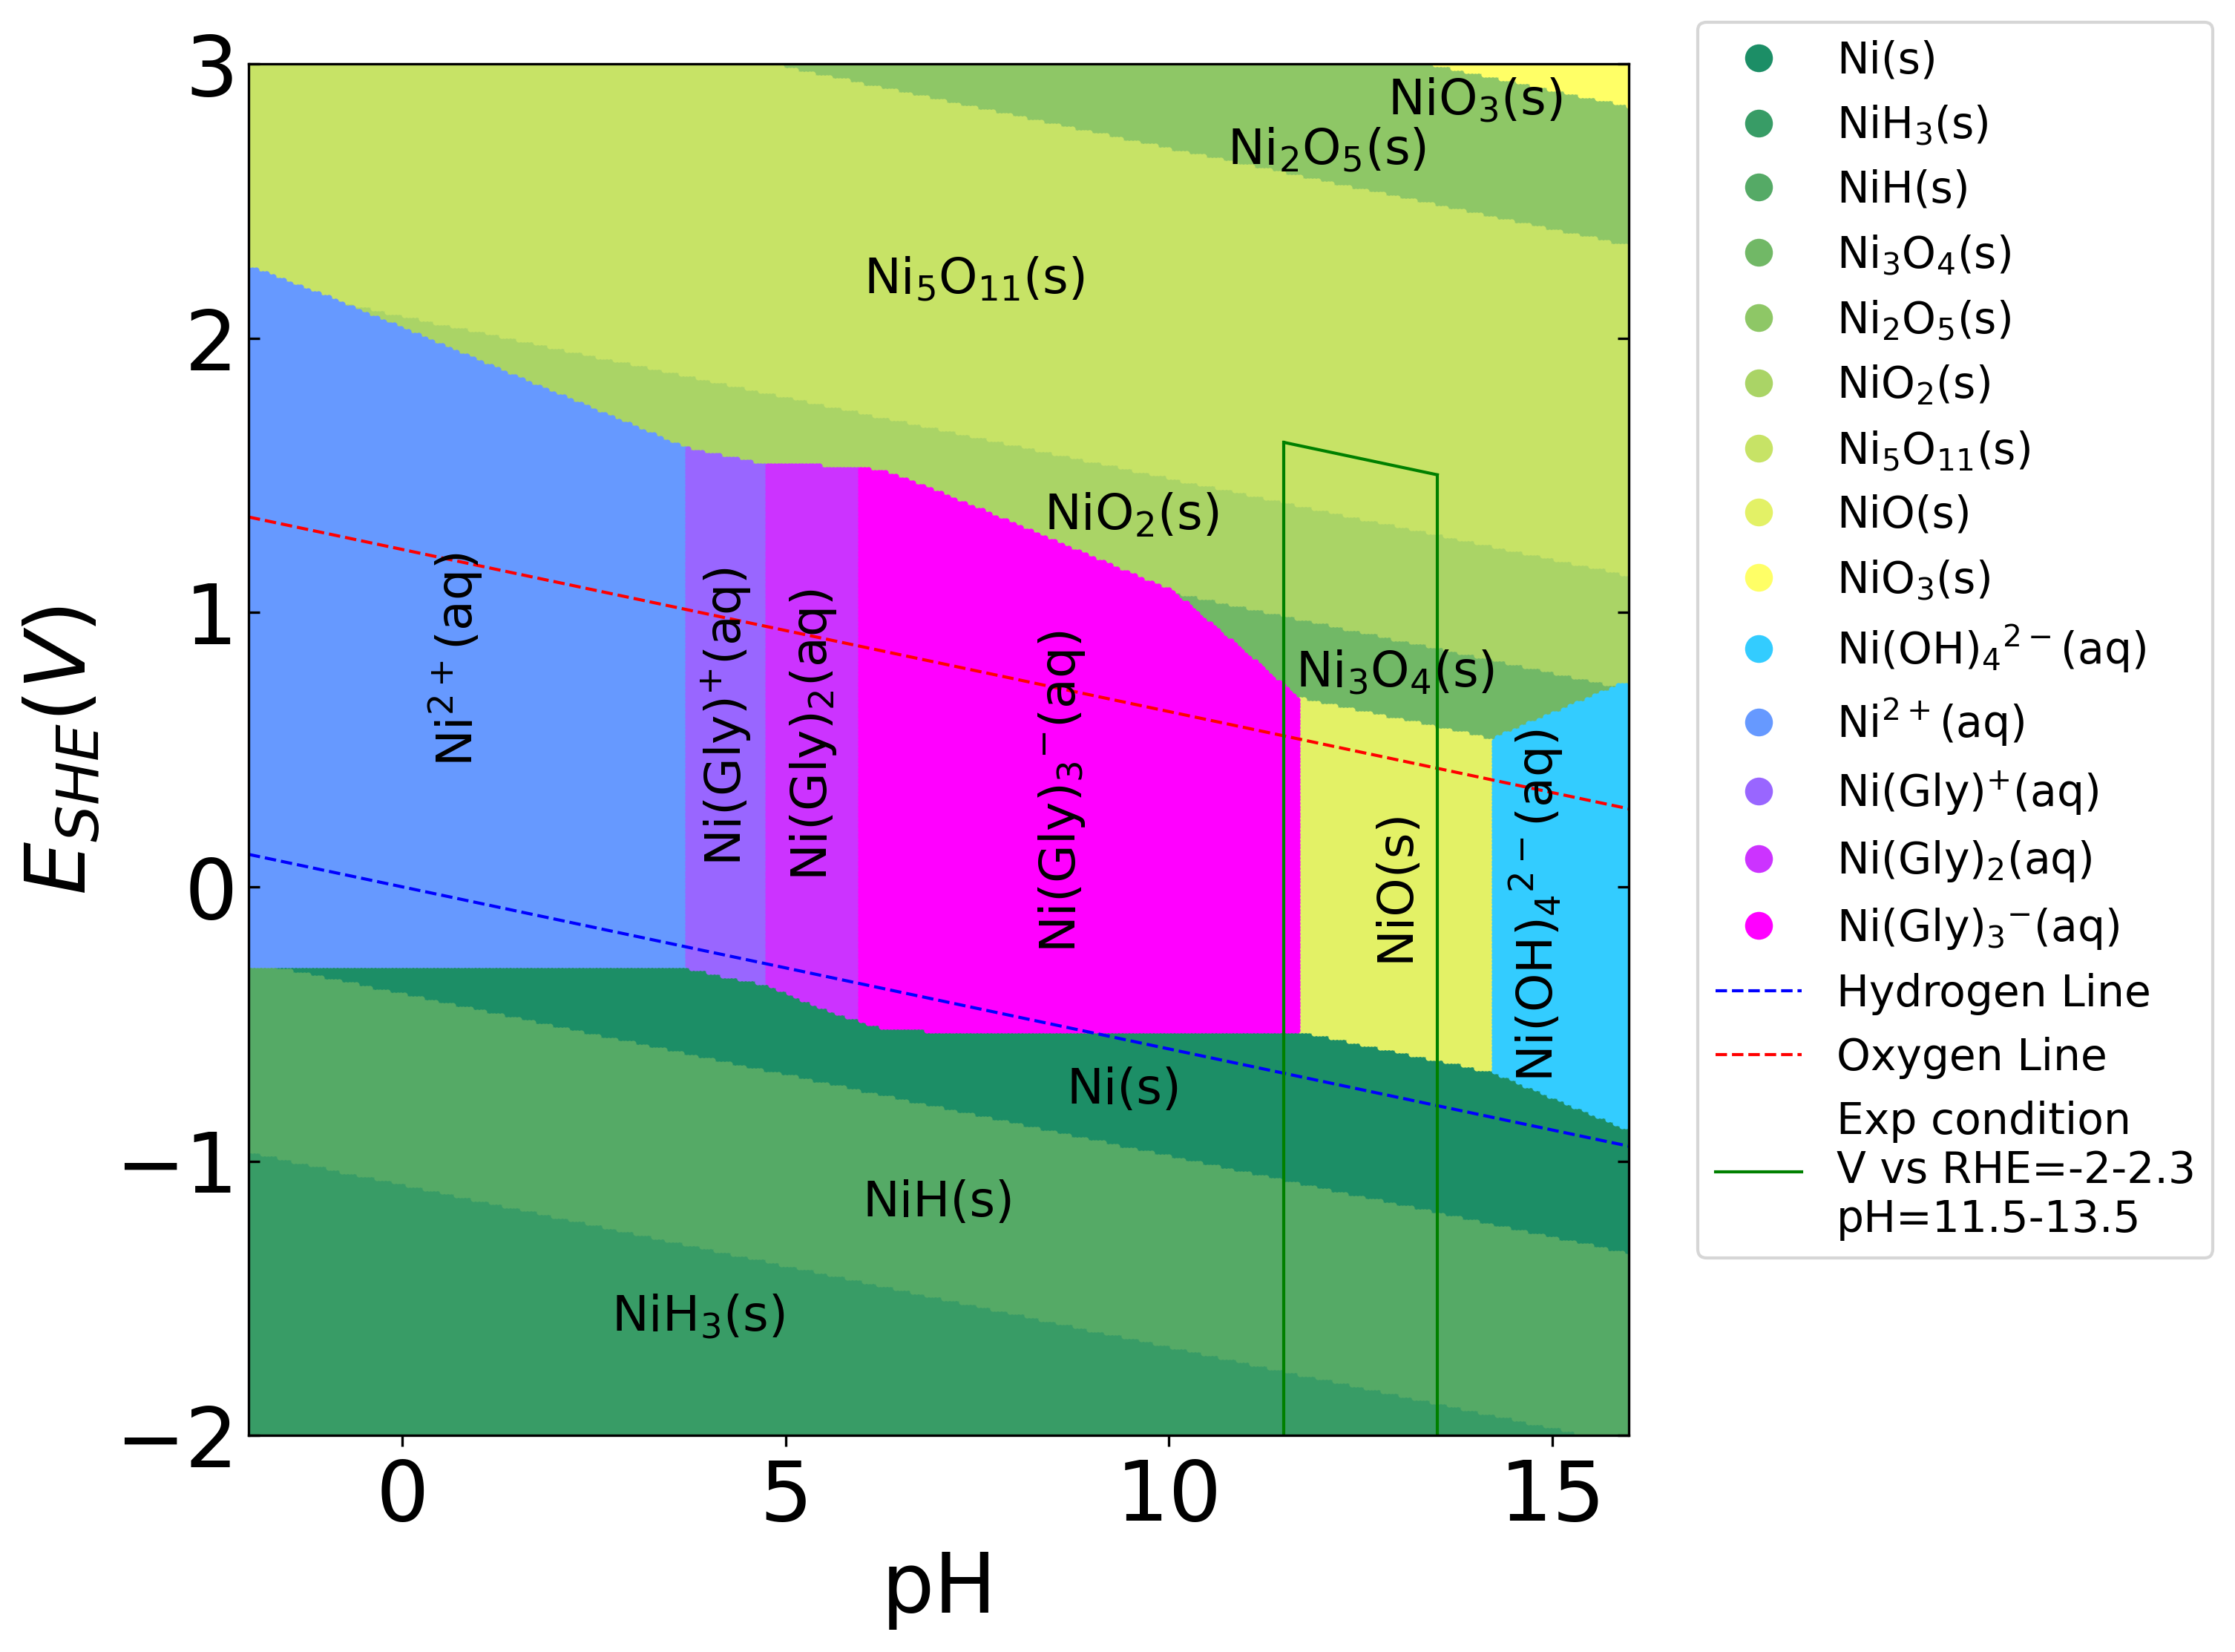 3
2
1
0
−1
−2
0
5
10
15
pH
E_SHE(V)
NiO₃(s)
Ni₂O₅(s)
Ni₅O₁₁(s)
NiO₂(s)
Ni₃O₄(s)
Ni²⁺(aq)
Ni(Gly)⁺(aq)
Ni(Gly)₂(aq)
Ni(Gly)₃⁻(aq)
NiO(s)
Ni(OH)₄²⁻(aq)
Ni(s)
NiH(s)
NiH₃(s)
Ni(s)
NiH₃(s)
NiH(s)
Ni₃O₄(s)
Ni₂O₅(s)
NiO₂(s)
Ni₅O₁₁(s)
NiO(s)
NiO₃(s)
Ni(OH)₄²⁻(aq)
Ni²⁺(aq)
Ni(Gly)⁺(aq)
Ni(Gly)₂(aq)
Ni(Gly)₃⁻(aq)
Hydrogen Line
Oxygen Line
Exp condition
V vs RHE=-2-2.3
pH=11.5-13.5